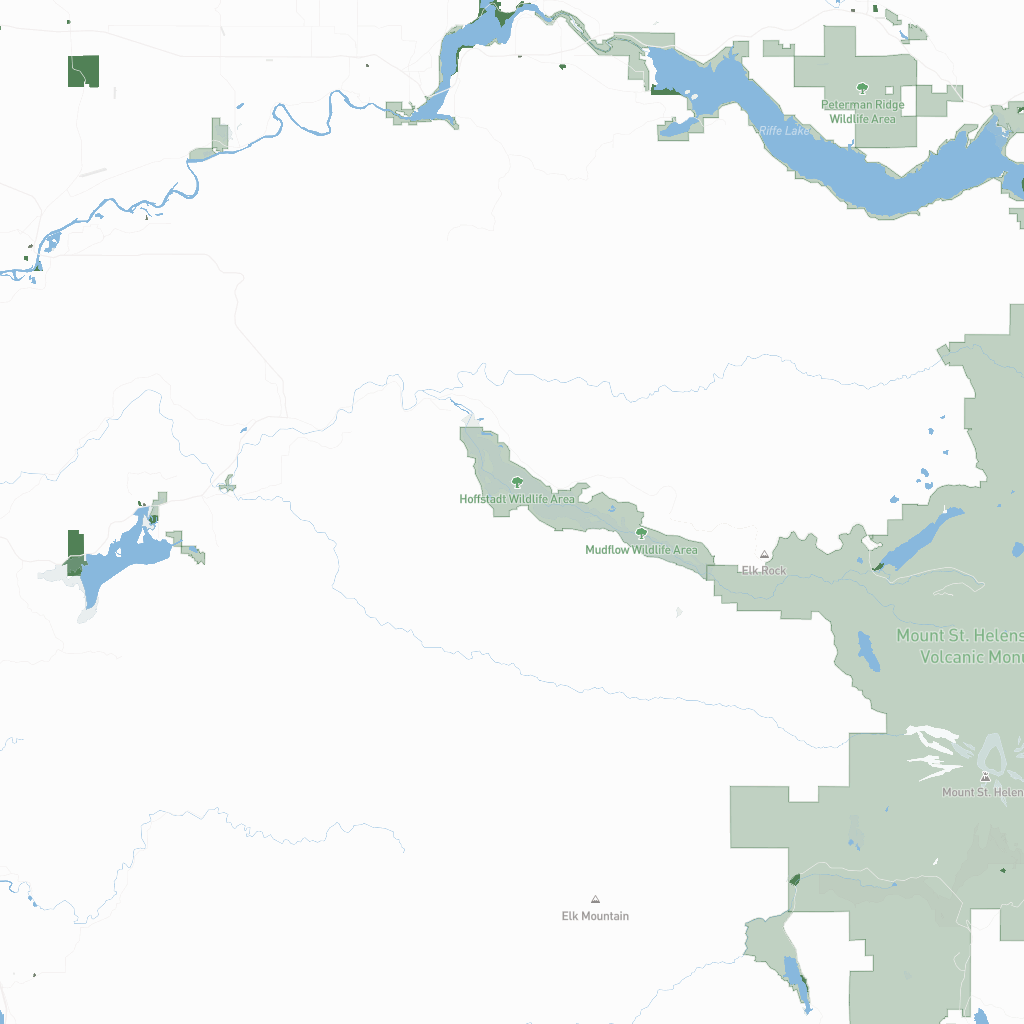 Peterman Ridge
Wildlife Area
Riffe Lake
Hoffstadt Wildlife Area
Mudflow Wildlife Area
Elk Rock
Mount St. Helens
Volcanic Monu
Mount St. Helen
Elk Mountain